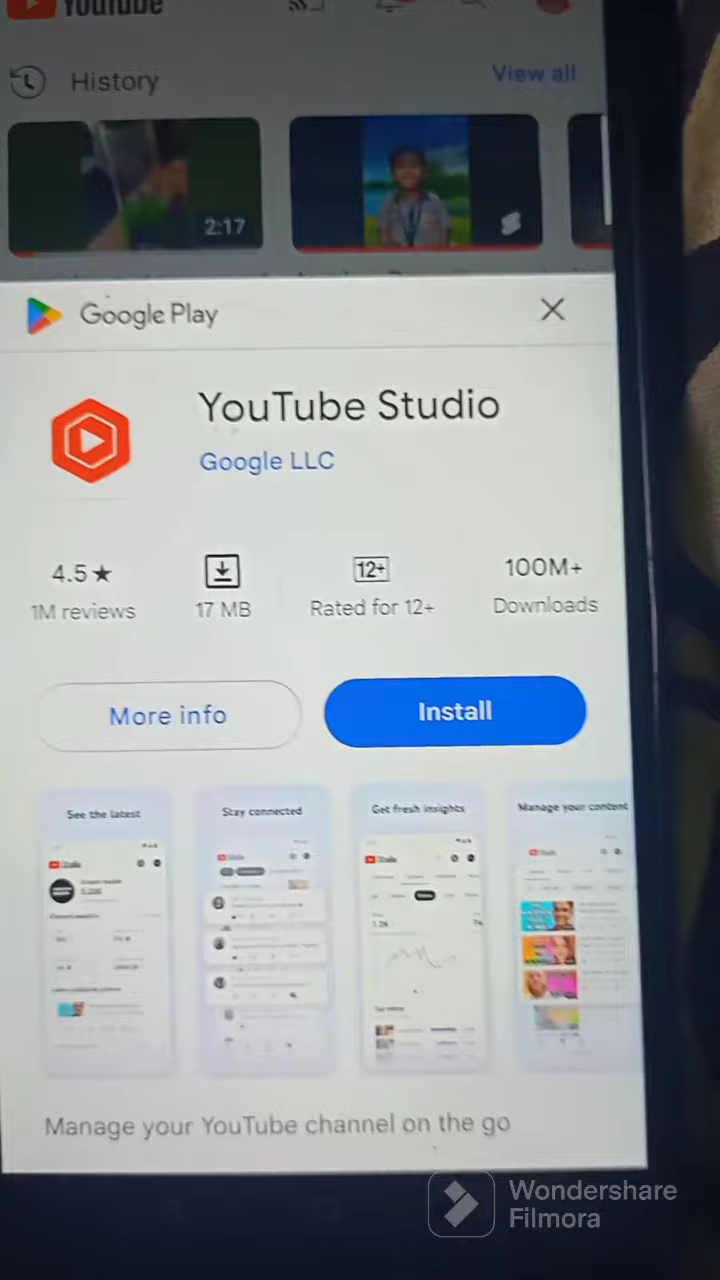 YouTube
History
View all
2:17
Google Play
YouTube Studio
Google LLC
4.5★
1M reviews
17 MB
12+
Rated for 12+
100M+
Downloads
More info
Install
See the latest
Stay connected
Get fresh insights
Manage your content
Manage your YouTube channel on the go
Wondershare
Filmora